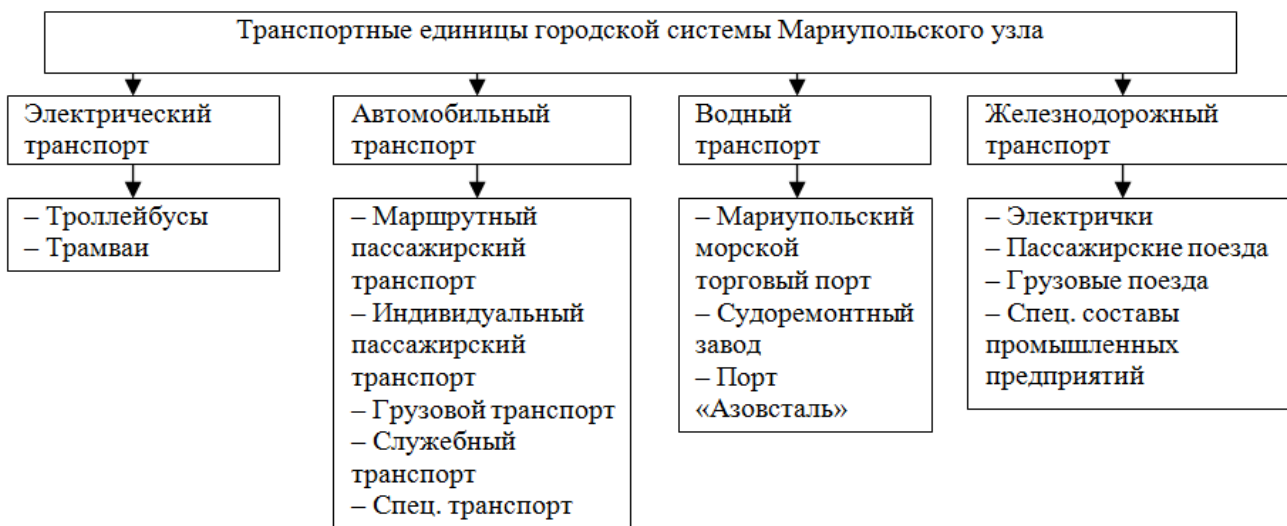 Транспортные единицы городской системы Мариупольского узла
Электрический
транспорт
Автомобильный
транспорт
Водный
транспорт
Железнодорожный
транспорт
– Троллейбусы
– Трамваи
– Маршрутный
пассажирский
транспорт
– Индивидуальный
пассажирский
транспорт
– Грузовой транспорт
– Служебный
транспорт
– Спец. транспорт
– Мариупольский
морской
торговый порт
– Судоремонтный
завод
– Порт
«Азовсталь»
– Электрички
– Пассажирские поезда
– Грузовые поезда
– Спец. составы
промышленных
предприятий